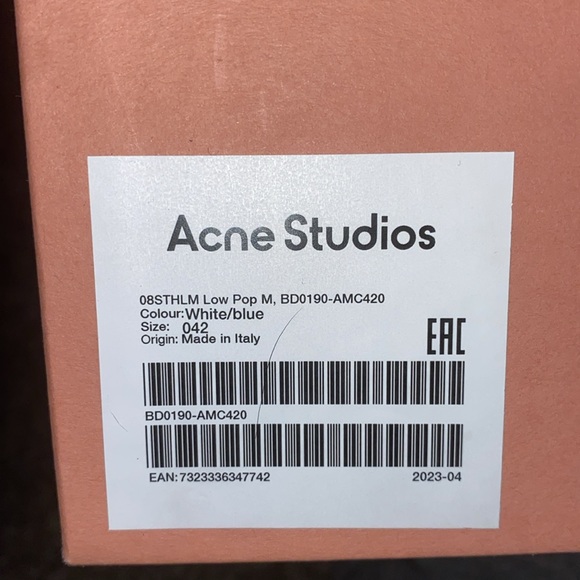 Acne Studios
08STHLM Low Pop M, BD0190-AMC420
Colour:White/blue
Size: 042
Origin: Made in Italy
EAC
BD0190-AMC420
EAN:7323336347742 2023-04